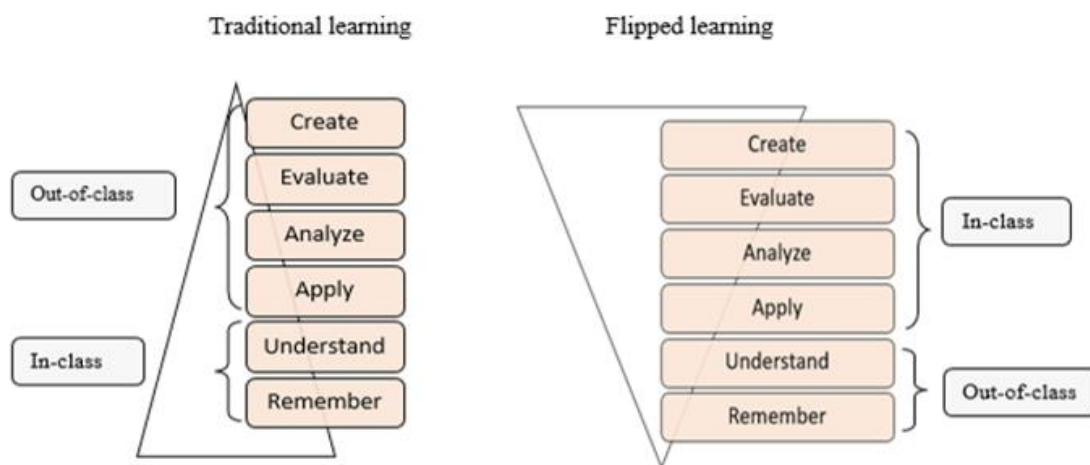 Traditional learning
Create
Evaluate
Analyze
Apply
Understand
Remember
Out-of-class
In-class
Flipped learning
Create
Evaluate
Analyze
Apply
Understand
Remember
In-class
Out-of-class